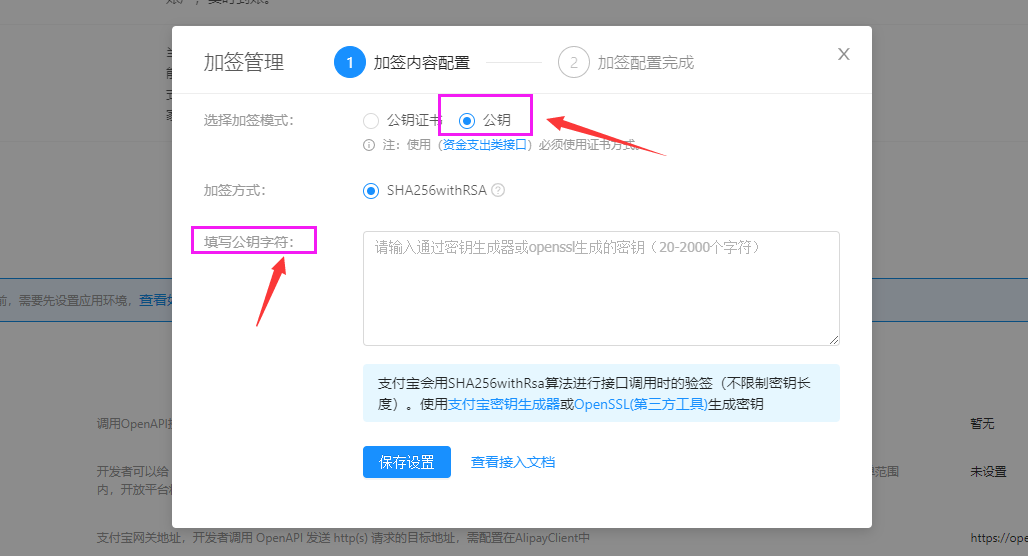 加签管理
1 加签内容配置
2 加签配置完成
X
选择加签模式：
公钥证书 公钥
注：使用（资金支出类接口）必须使用证书方式。
加签方式：
SHA256withRSA
填写公钥字符：
请输入通过密钥生成器或openssl生成的密钥（20-2000个字符）
前，需要先设置应用环境，查看
支付宝会用SHA256withRsa算法进行接口调用时的验签（不限制密钥长
度）。使用支付宝密钥生成器或OpenSSL(第三方工具)生成密钥
调用OpenAPI
暂无
保存设置 查看接入文档
开发者可以给
范围
未设置
内，开放平台
支付宝网关地址，开发者调用 OpenAPI 发送 http(s) 请求的目标地址，需配置在AlipayClient中
https://ope